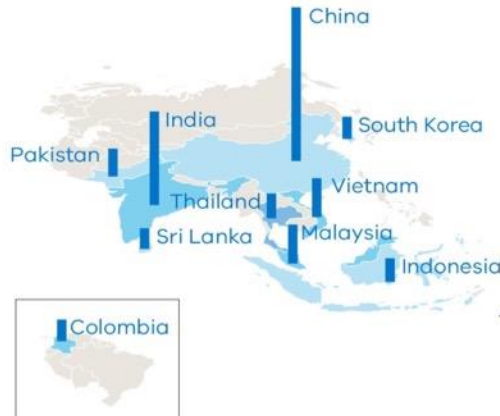 China
India
South Korea
Pakistan
Vietnam
Thailand
Malaysia
Sri Lanka
Indonesia
Colombia